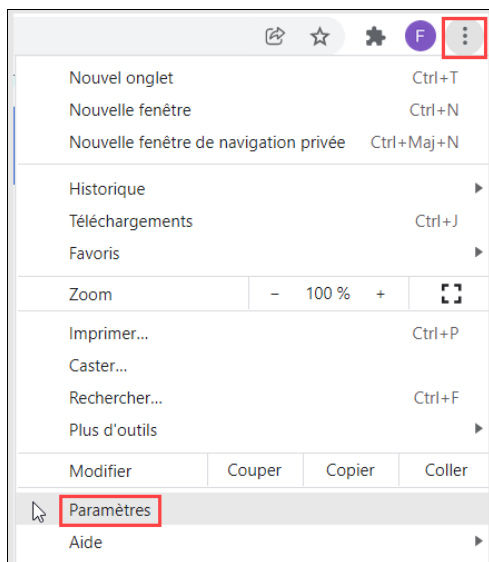 F
Nouvel onglet Ctrl+T
Nouvelle fenêtre Ctrl+N
Nouvelle fenêtre de navigation privée Ctrl+Maj+N
Historique
Téléchargements Ctrl+J
Favoris
Zoom - 100 % +
Imprimer... Ctrl+P
Caster...
Rechercher... Ctrl+F
Plus d'outils
Modifier Couper Copier Coller
Paramètres
Aide